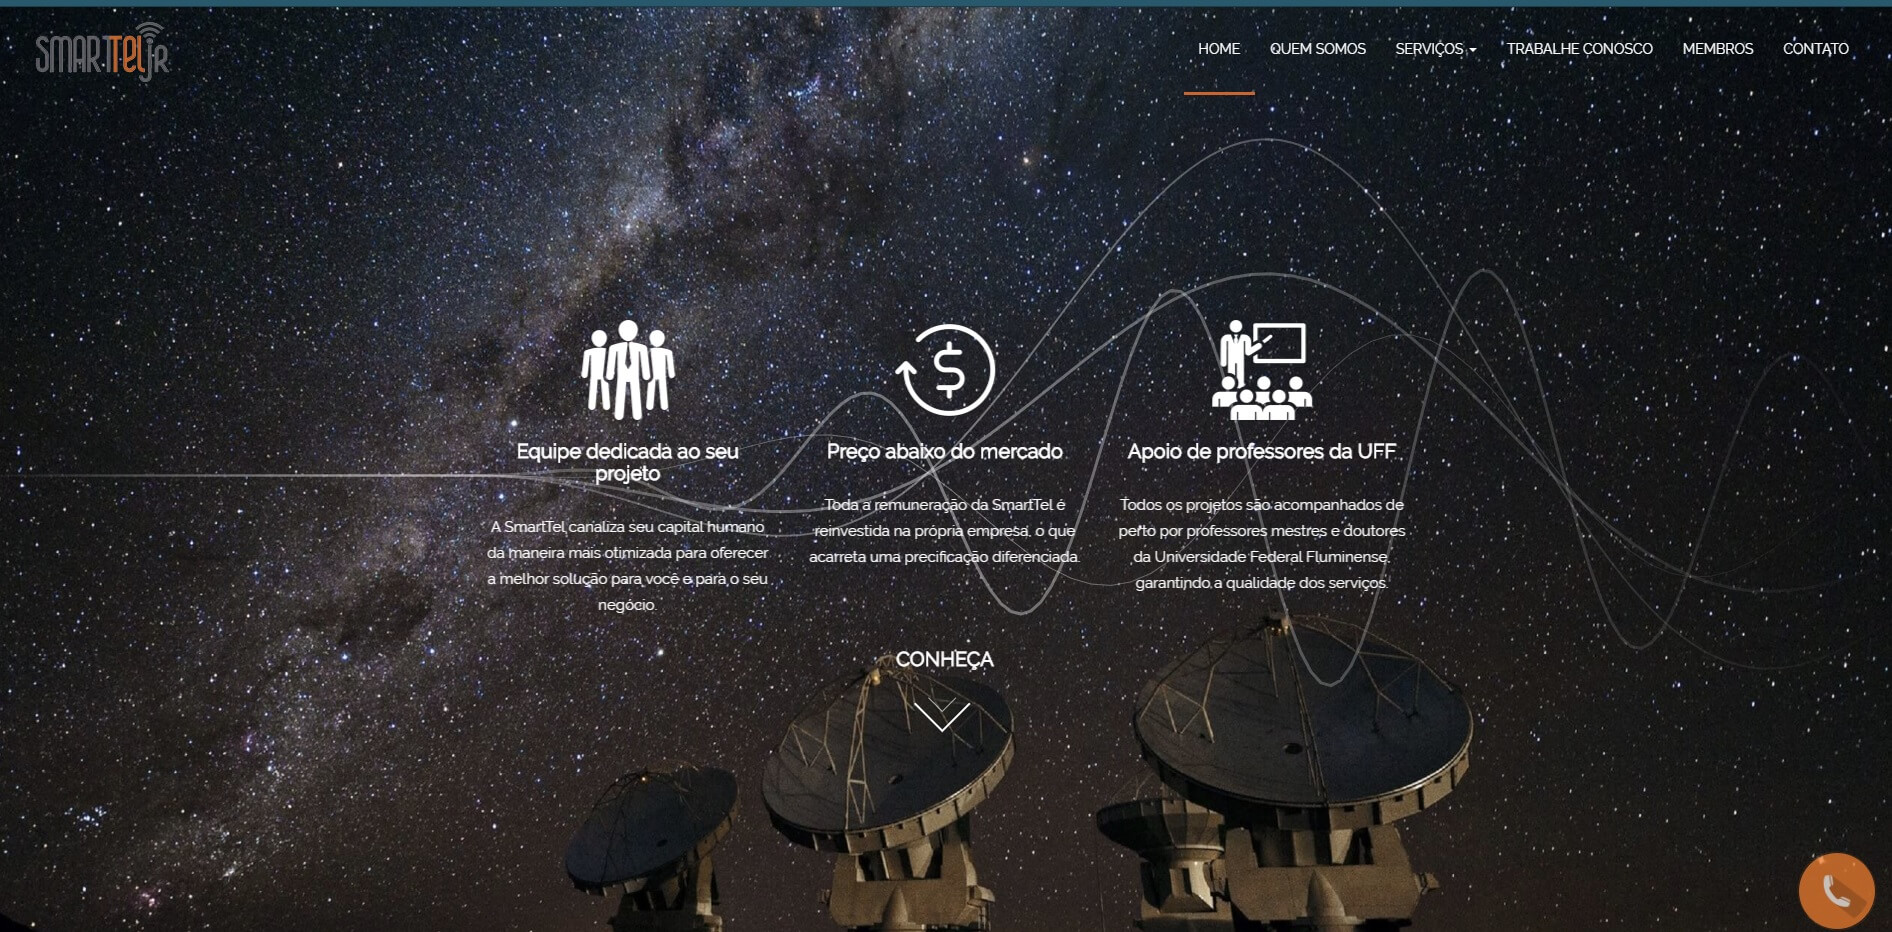 SMARTTELJR
HOME QUEM SOMOS SERVIÇOS TRABALHE CONOSCO MEMBROS CONTATO
$
Equipe dedicada ao seu
projeto
A SmartTel canaliza seu capital humano
da maneira mais otimizada para oferecer
a melhor solução para você e para o seu
negócio.
Preço abaixo do mercado
Toda a remuneração da SmartTel é
reinvestida na própria empresa, o que
acarreta uma precificação diferenciada.
Apoio de professores da UFF
Todos os projetos são acompanhados de
perto por professores mestres e doutores
da Universidade Federal Fluminense,
garantindo a qualidade dos serviços.
CONHEÇA